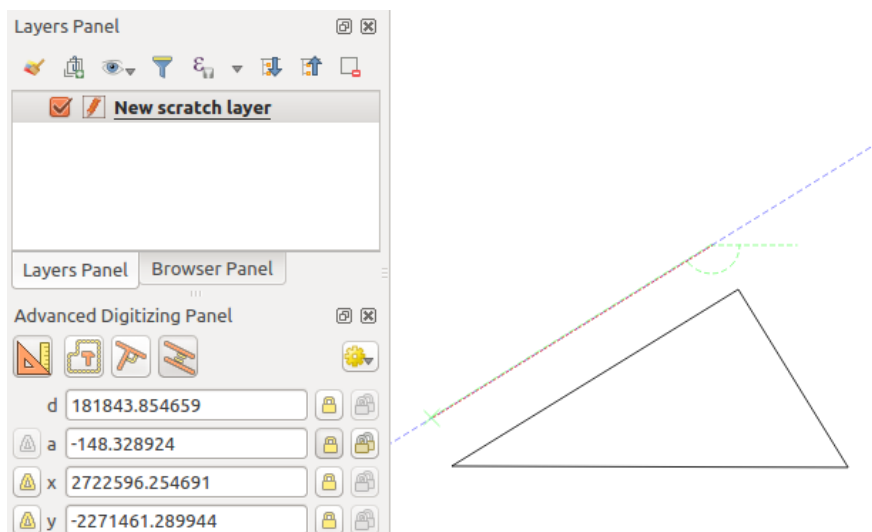 Layers Panel
New scratch layer
Layers Panel Browser Panel
Advanced Digitizing Panel
d 181843.854659
a -148.328924
x 2722596.254691
y -2271461.289944